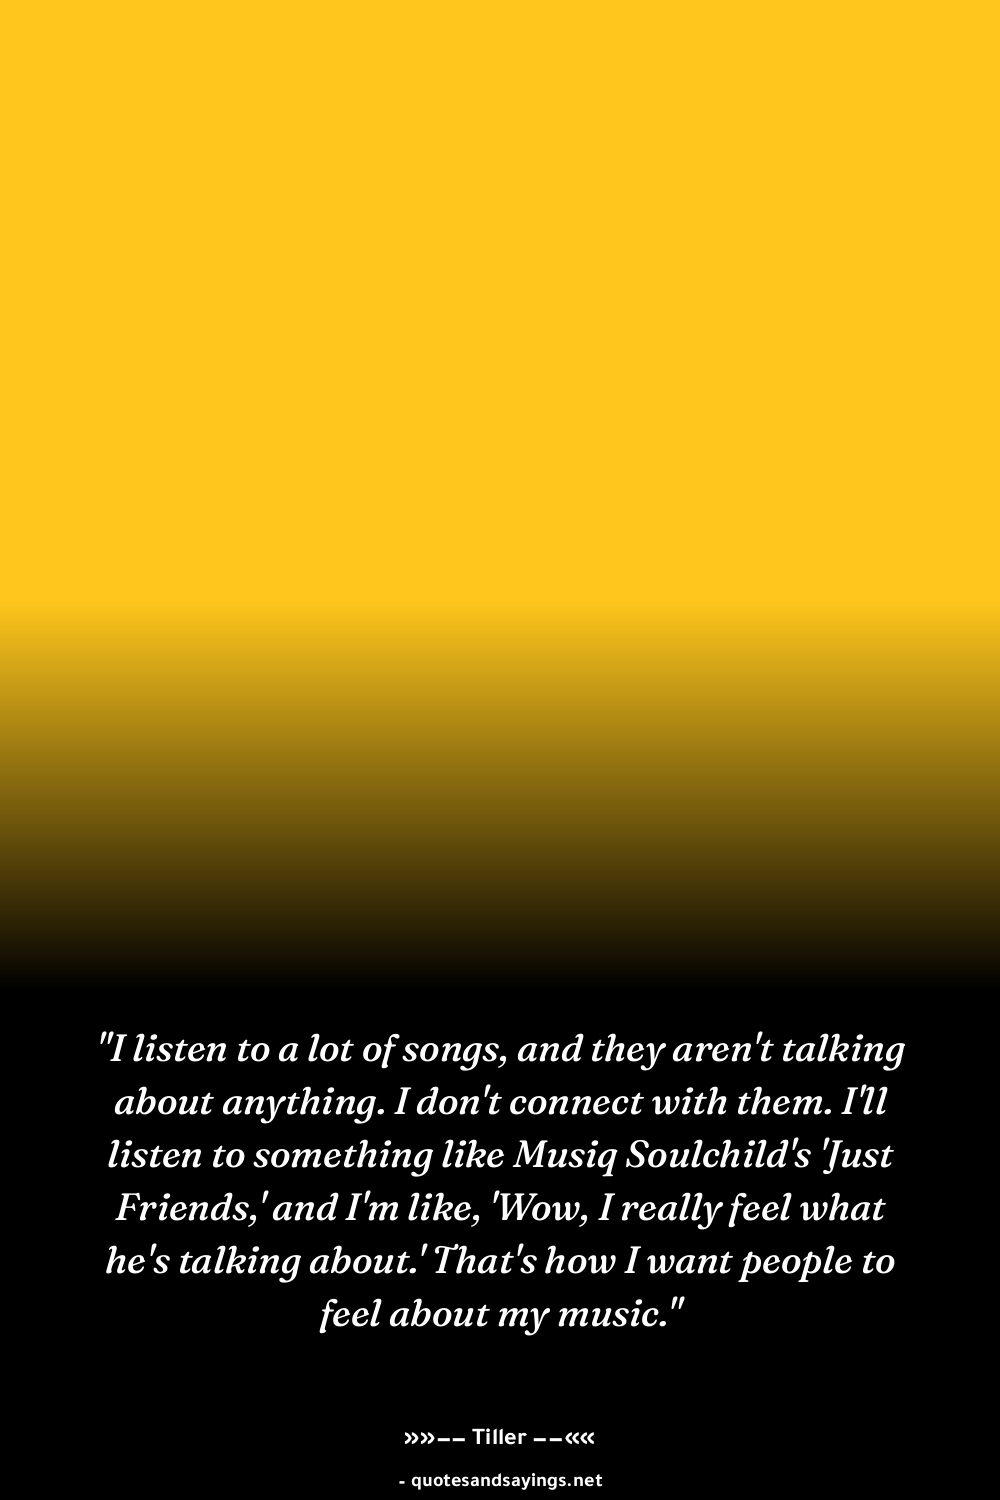 "I listen to a lot of songs, and they aren't talking
about anything. I don't connect with them. I'll
listen to something like Musiq Soulchild's 'Just
Friends,' and I'm like, 'Wow, I really feel what
he's talking about.' That's how I want people to
feel about my music."
»»—— Tiller ——««
- quotesandsayings.net